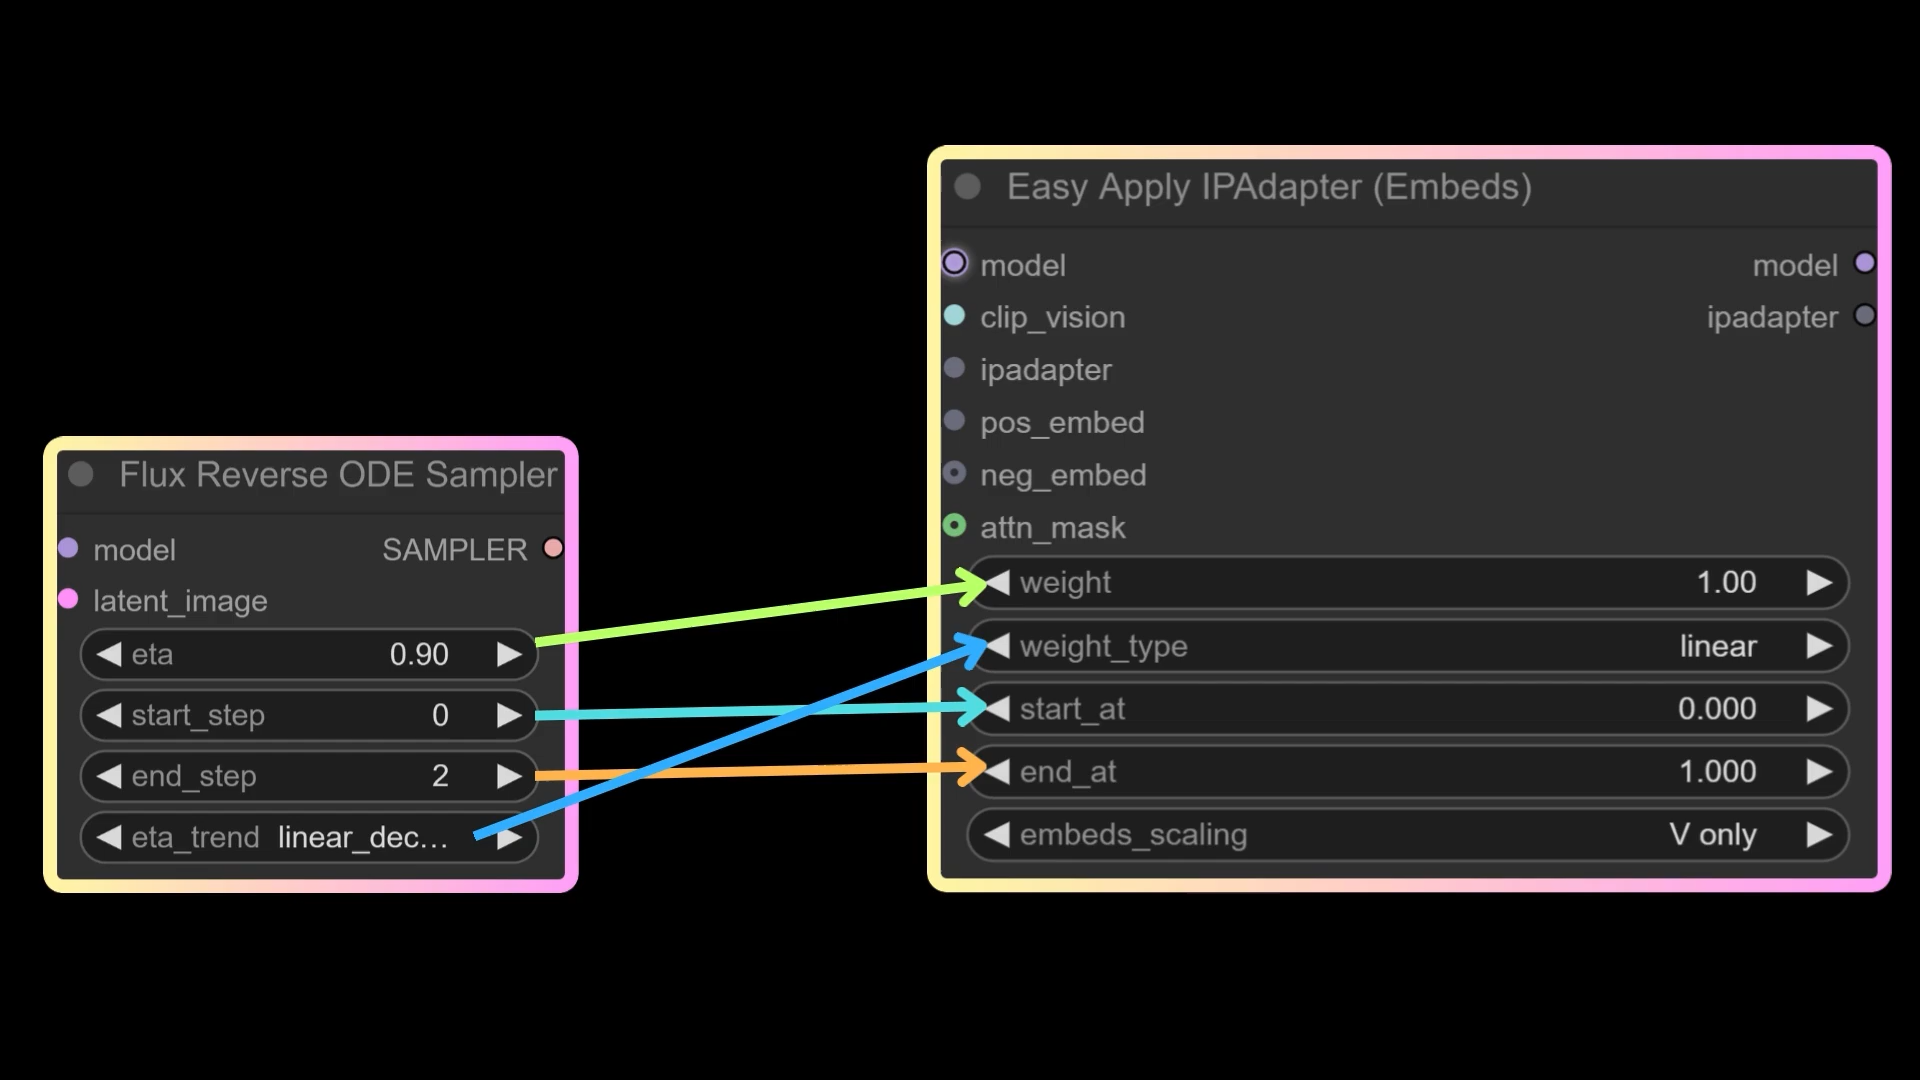 Flux Reverse ODE Sampler
model SAMPLER
latent_image
eta 0.90
start_step 0
end_step 2
eta_trend linear_dec...
Easy Apply IPAdapter (Embeds)
model model
clip_vision ipadapter
ipadapter
pos_embed
neg_embed
attn_mask
weight 1.00
weight_type linear
start_at 0.000
end_at 1.000
embeds_scaling V only